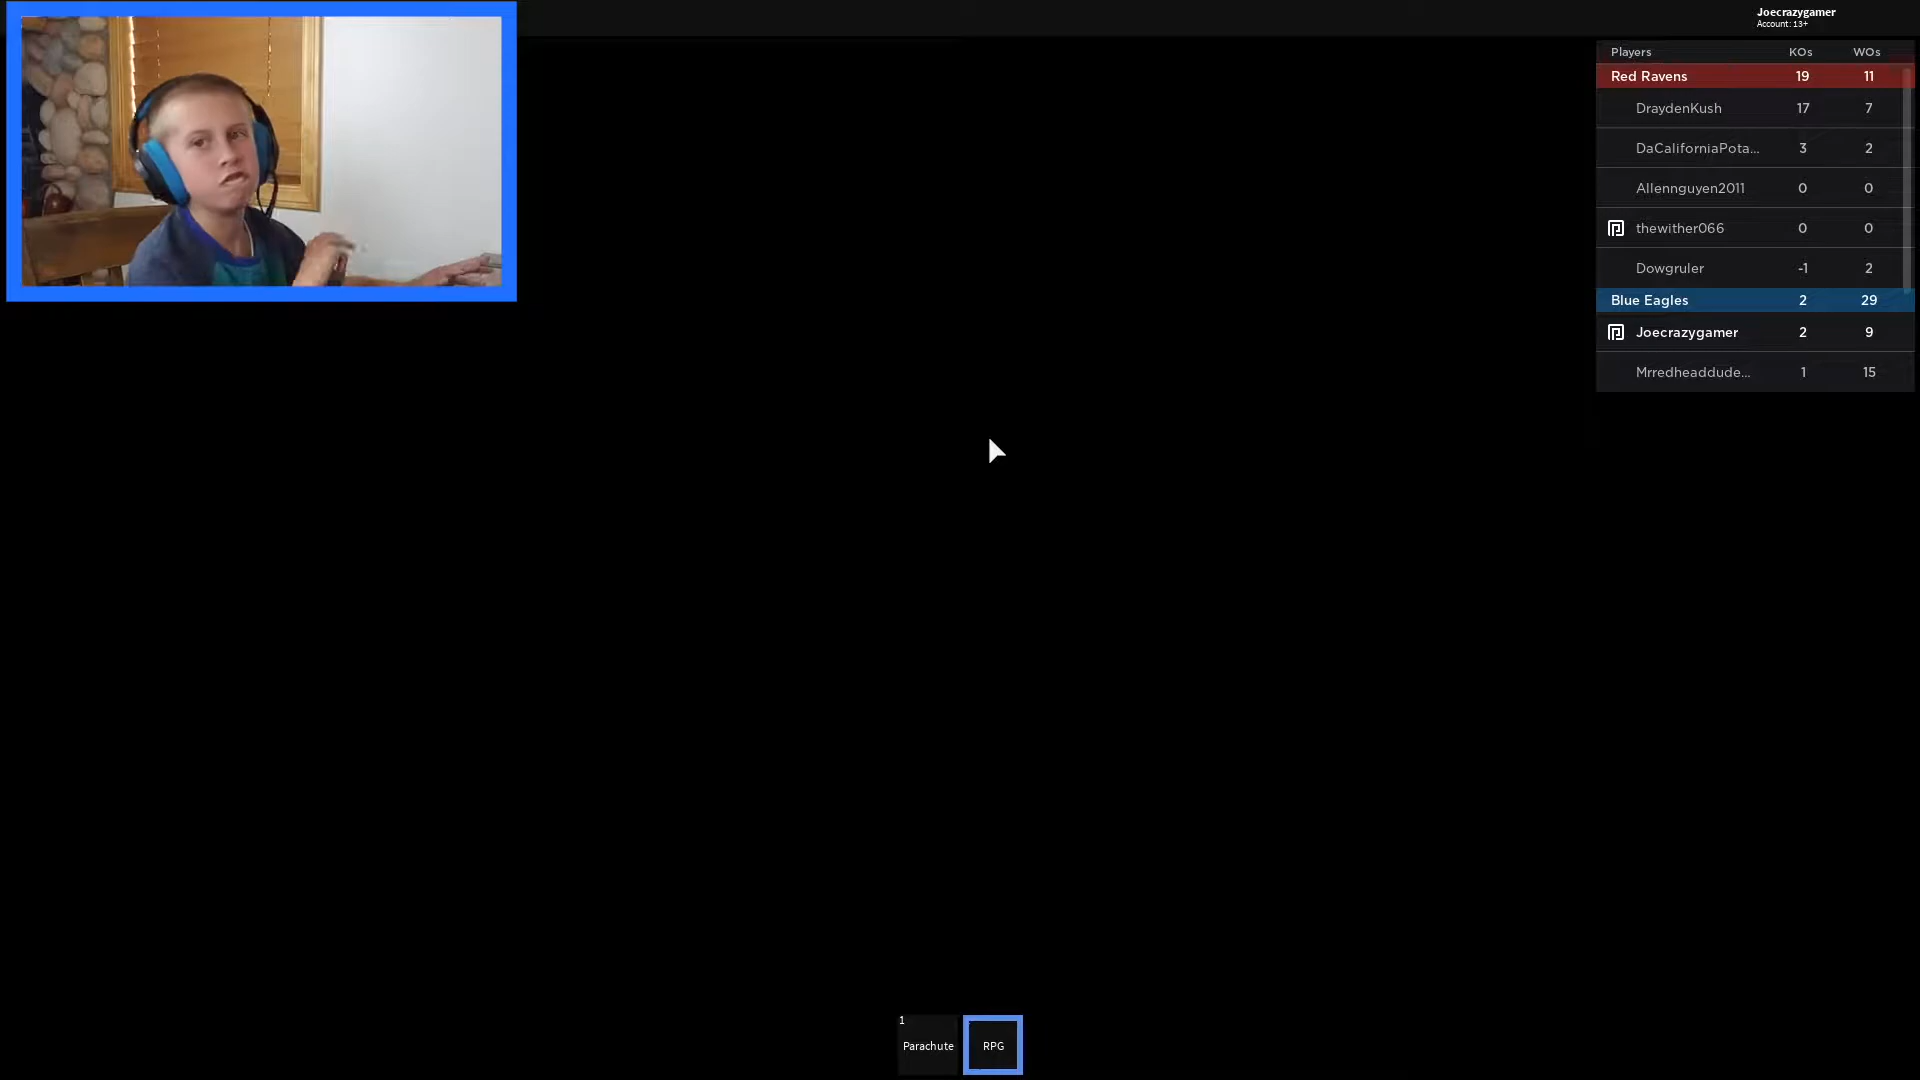 Joecrazygamer
Account: 13+
Players KOs WOs
Red Ravens 19 11
DraydenKush 17 7
DaCaliforniaPota... 3 2
Allennguyen2011 0 0
thewither066 0 0
Dowgruler -1 2
Blue Eagles 2 29
Joecrazygamer 2 9
Mrredheaddude... 1 15
1
Parachute RPG